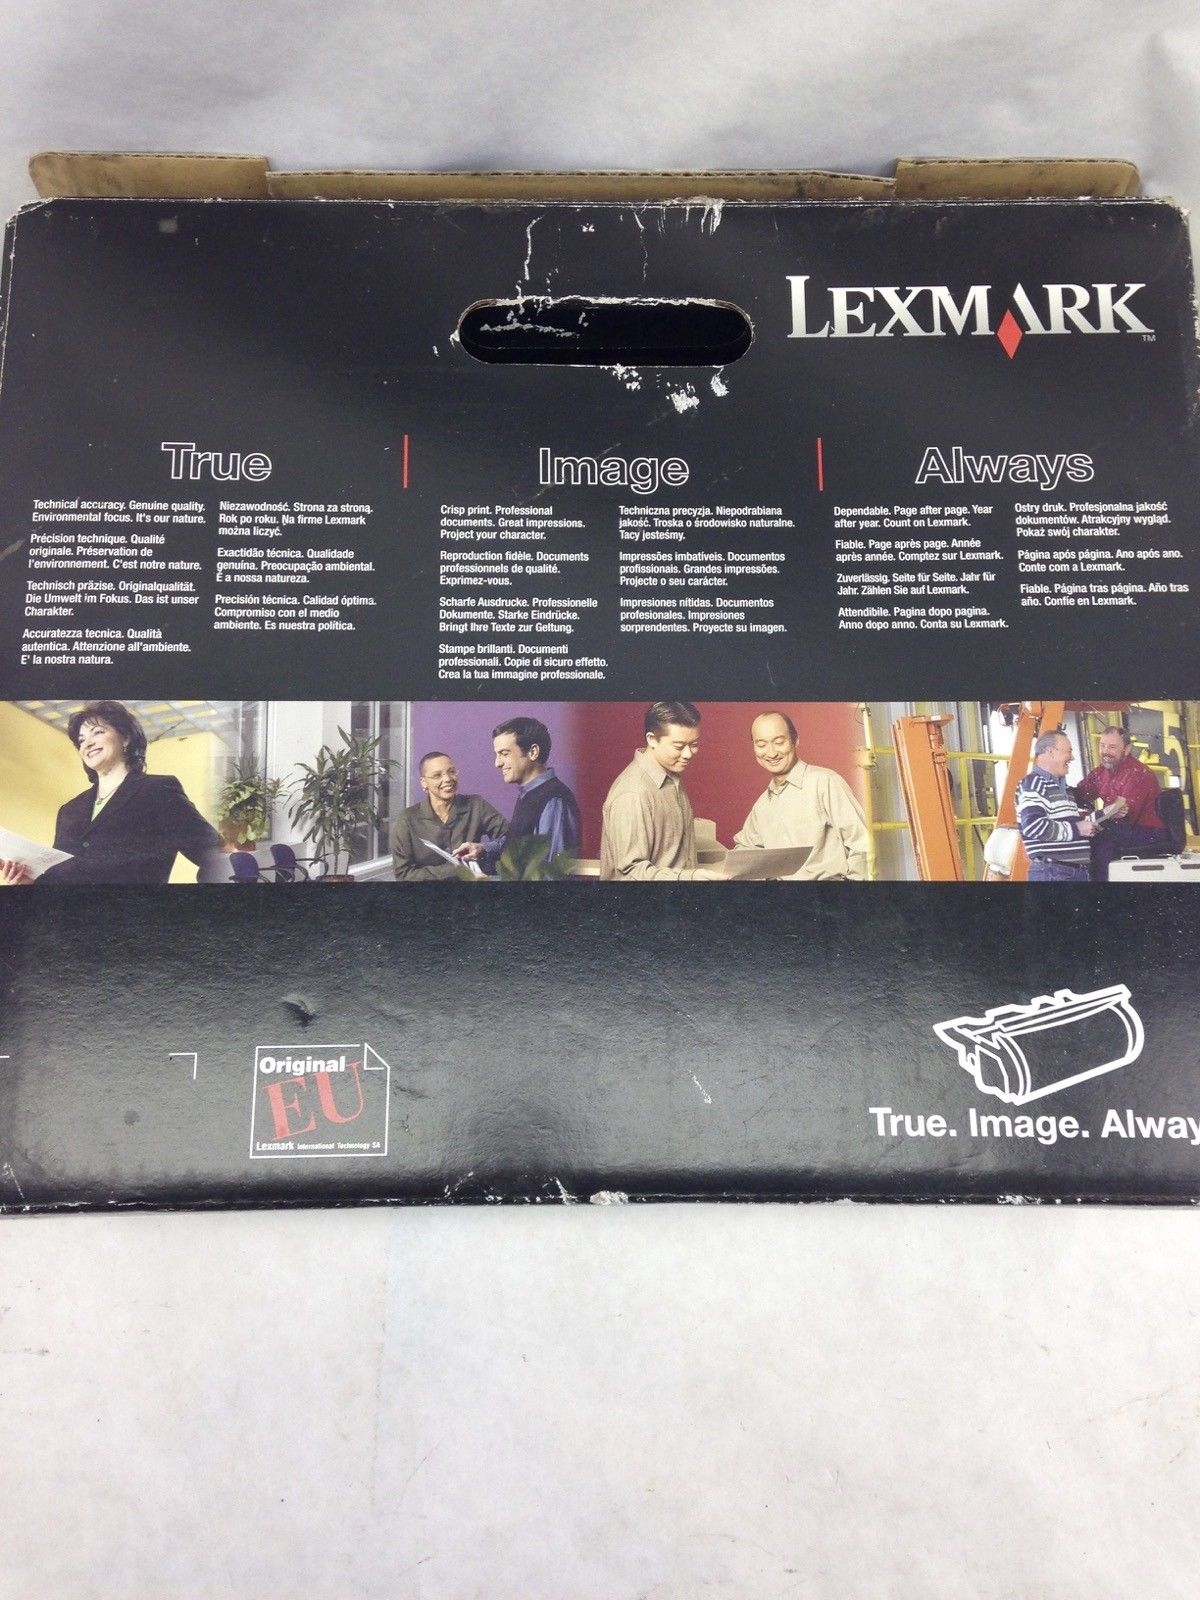 LEXMARK™
True
Technical accuracy. Genuine quality.
Environmental focus. It's our nature.
Précision technique. Qualité
originale. Préservation de
l'environnement. C'est notre nature.
Technisch präzise. Originalqualität.
Die Umwelt im Fokus. Das ist unser
Charakter.
Accuratezza tecnica. Qualità
autentica. Attenzione all'ambiente.
E' la nostra natura.
Niezawodność. Strona za stroną.
Rok po roku. Na firme Lexmark
można liczyć.
Exactidão técnica. Qualidade
genuína. Preocupação ambiental.
É a nossa natureza.
Precisión técnica. Calidad óptima.
Compromiso con el medio
ambiente. Es nuestra política.
Image
Crisp print. Professional
documents. Great impressions.
Project your character.
Reproduction fidèle. Documents
professionnels de qualité.
Exprimez-vous.
Scharfe Ausdrucke. Professionelle
Dokumente. Starke Eindrücke.
Bringt Ihre Texte zur Geltung.
Stampe brillanti. Documenti
professionali. Copie di sicuro effetto.
Crea la tua immagine professionale.
Techniczna precyzja. Niepodrabiana
jakość. Troska o środowisko naturalne.
Tacy jesteśmy.
Impressões imbatíveis. Documentos
profissionais. Grandes impressões.
Projecte o seu carácter.
Impresiones nítidas. Documentos
profesionales. Impresiones
sorprendentes. Proyecte su imagen.
Always
Dependable. Page after page. Year
after year. Count on Lexmark.
Fiable. Page après page. Année
après année. Comptez sur Lexmark.
Zuverlässig. Seite für Seite. Jahr für
Jahr. Zählen Sie auf Lexmark.
Attendibile. Pagina dopo pagina.
Anno dopo anno. Conta su Lexmark.
Ostry druk. Profesjonalna jakość
dokumentów. Atrakcyjny wygląd.
Pokaż swój charakter.
Página após página. Ano após ano.
Conte com a Lexmark.
Fiable. Página tras página. Año tras
año. Confíe en Lexmark.
5
Original
EU
Lexmark International Technology SA
True. Image. Alway